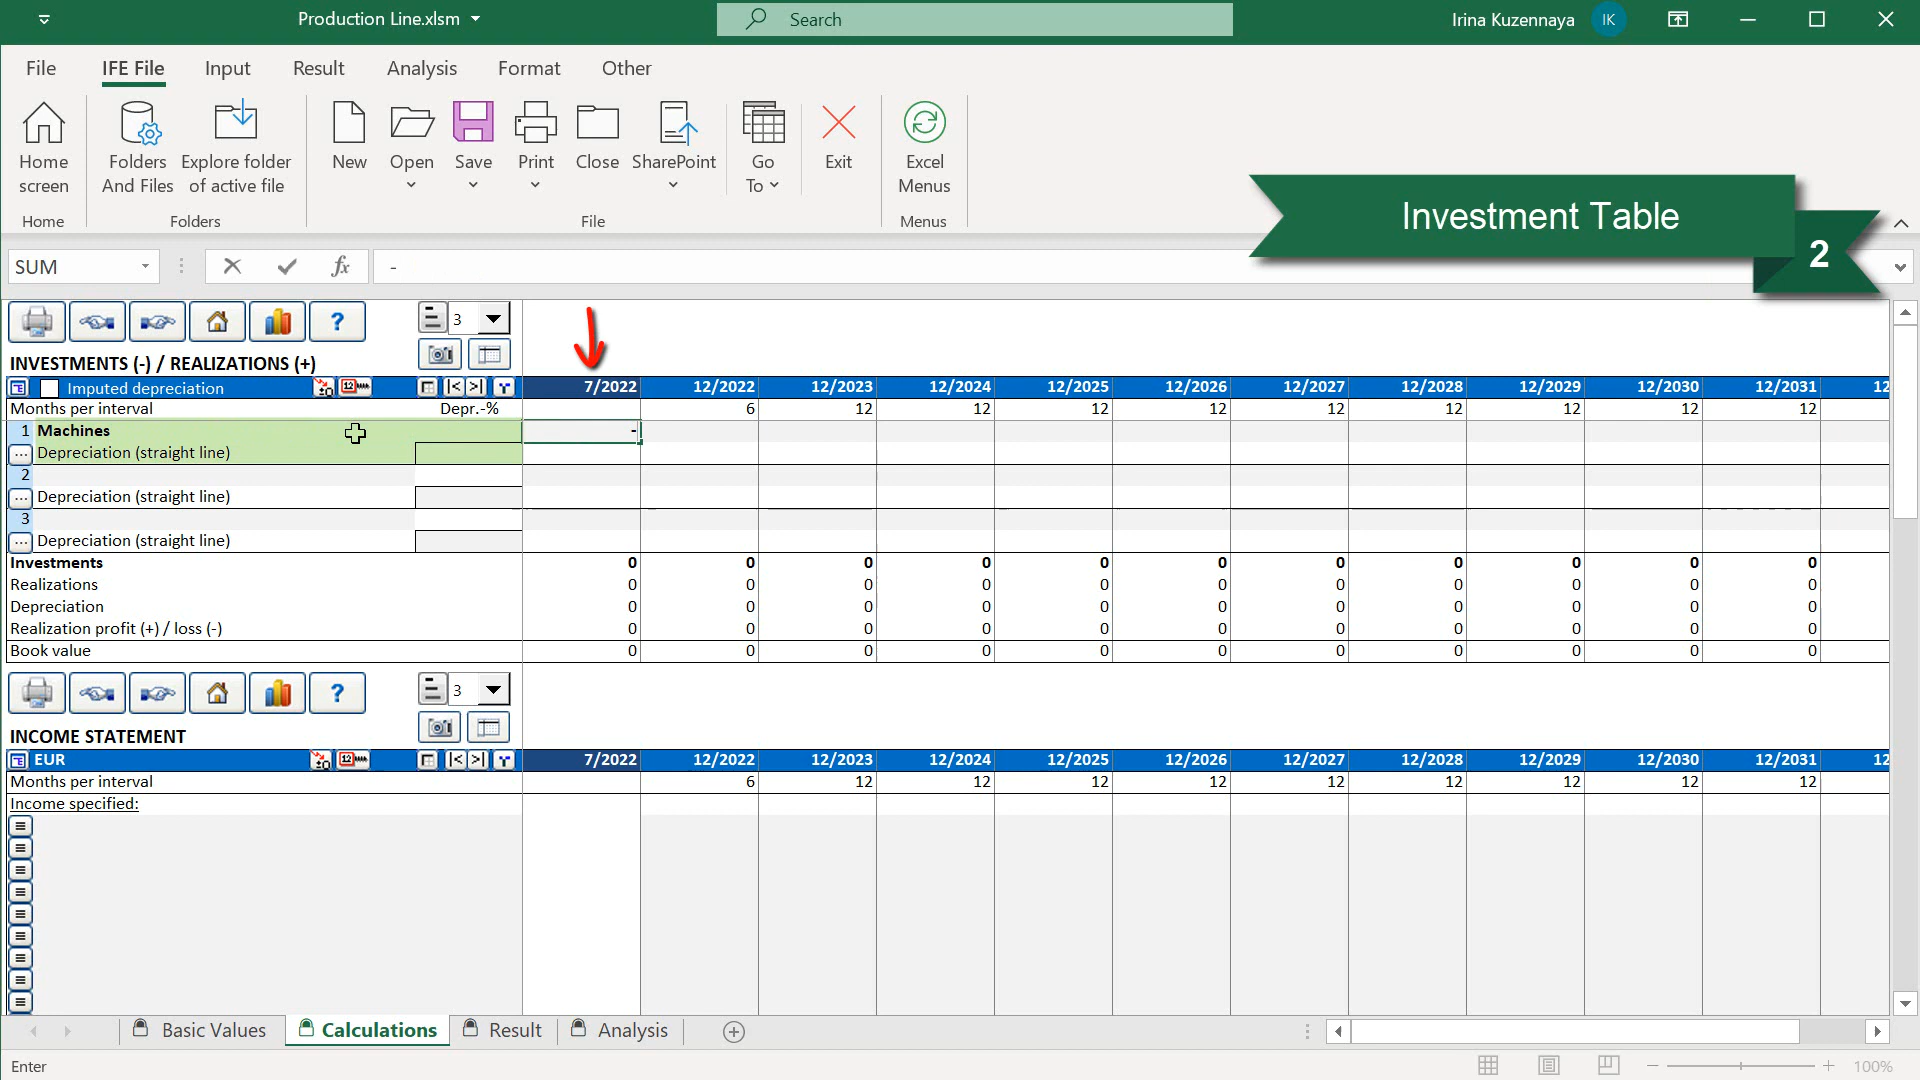 Production Line.xlsm
Search
Irina Kuzennaya
IK
File
IFE File
Input
Result
Analysis
Format
Other
Home screen
Folders And Files
Explore folder of active file
New
Open
Save
Print
Close
SharePoint
Go To
Exit
Excel Menus
Home
Folders
File
Menus
Investment Table
2
SUM
fx
-
3
?
INVESTMENTS (-) / REALIZATIONS (+)
Imputed depreciation 7/2022 12/2022 12/2023 12/2024 12/2025 12/2026 12/2027 12/2028 12/2029 12/2030 12/2031 12
Months per interval Depr.-% 6 12 12 12 12 12 12 12 12 12
1 Machines -
... Depreciation (straight line)
2
... Depreciation (straight line)
3
... Depreciation (straight line)
Investments 0 0 0 0 0 0 0 0 0 0 0
Realizations 0 0 0 0 0 0 0 0 0 0 0
Depreciation 0 0 0 0 0 0 0 0 0 0 0
Realization profit (+) / loss (-) 0 0 0 0 0 0 0 0 0 0 0
Book value 0 0 0 0 0 0 0 0 0 0 0
? 3
INCOME STATEMENT
EUR 7/2022 12/2022 12/2023 12/2024 12/2025 12/2026 12/2027 12/2028 12/2029 12/2030 12/2031 12
Months per interval 6 12 12 12 12 12 12 12 12 12
Income specified:
Basic Values
Calculations
Result
Analysis
Enter
100%